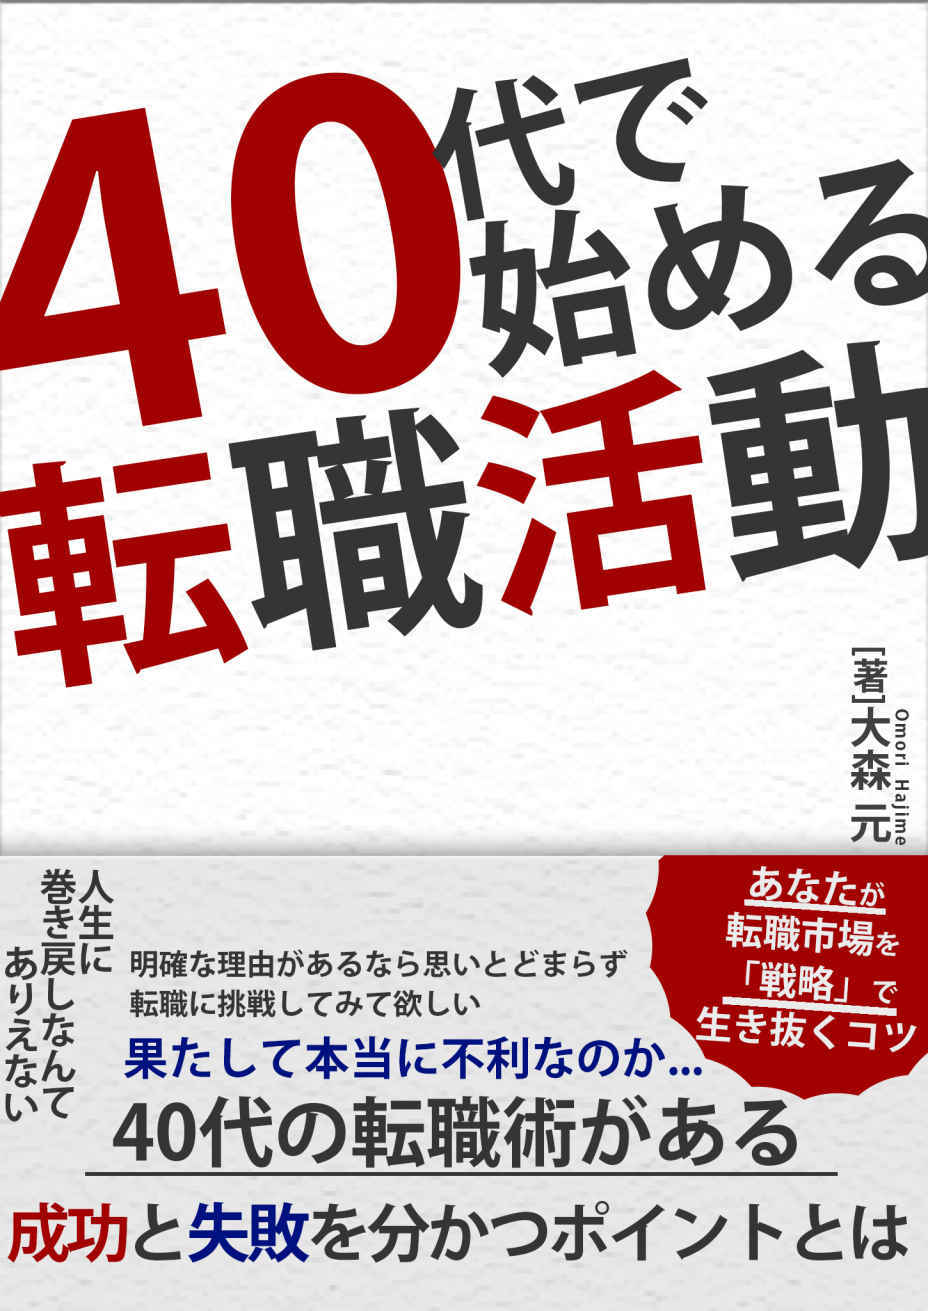 40代で
始める
転職活動
[著]大森 元
Omori Hajime
あなたが
転職市場を
「戦略」で
生き抜くコツ
人生に
巻き戻しなんて
ありえない
明確な理由があるなら思いとどまらず
転職に挑戦してみて欲しい
果たして本当に不利なのか...
40代の転職術がある
成功と失敗を分かつポイントとは